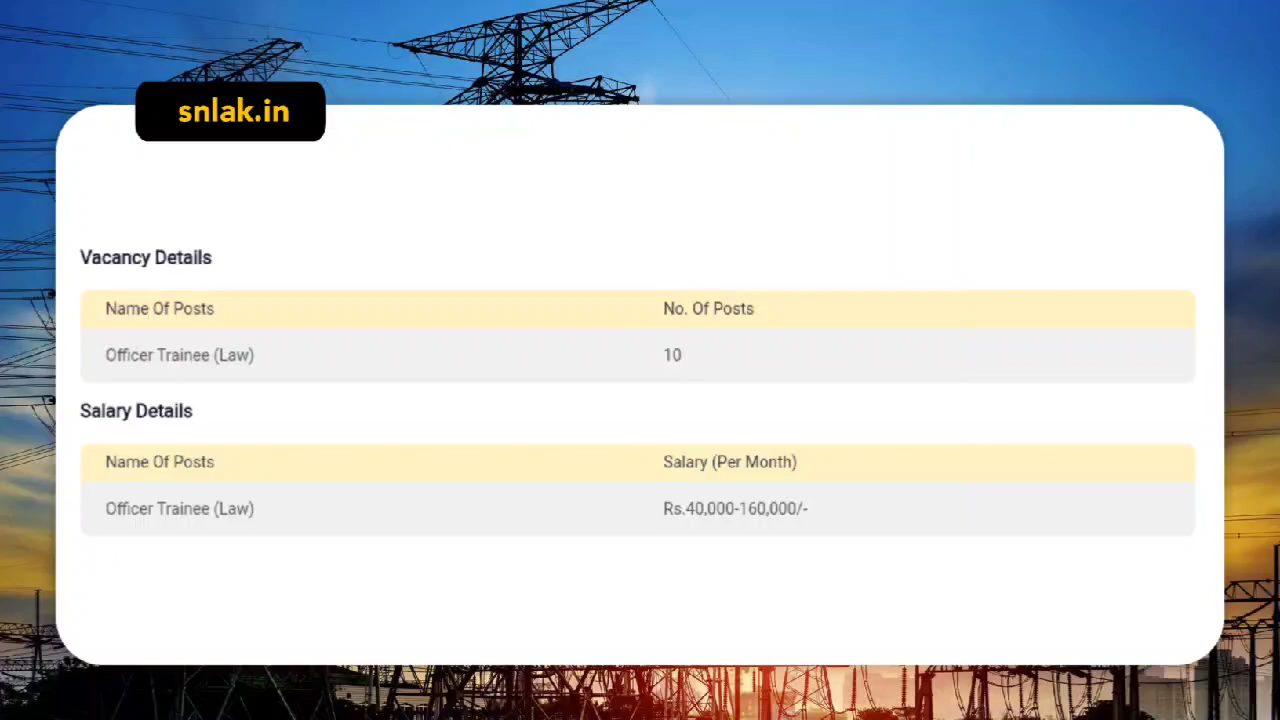 snlak.in
Vacancy Details
Name Of Posts No. Of Posts
Officer Trainee (Law) 10
Salary Details
Name Of Posts Salary (Per Month)
Officer Trainee (Law) Rs.40,000-160,000/-